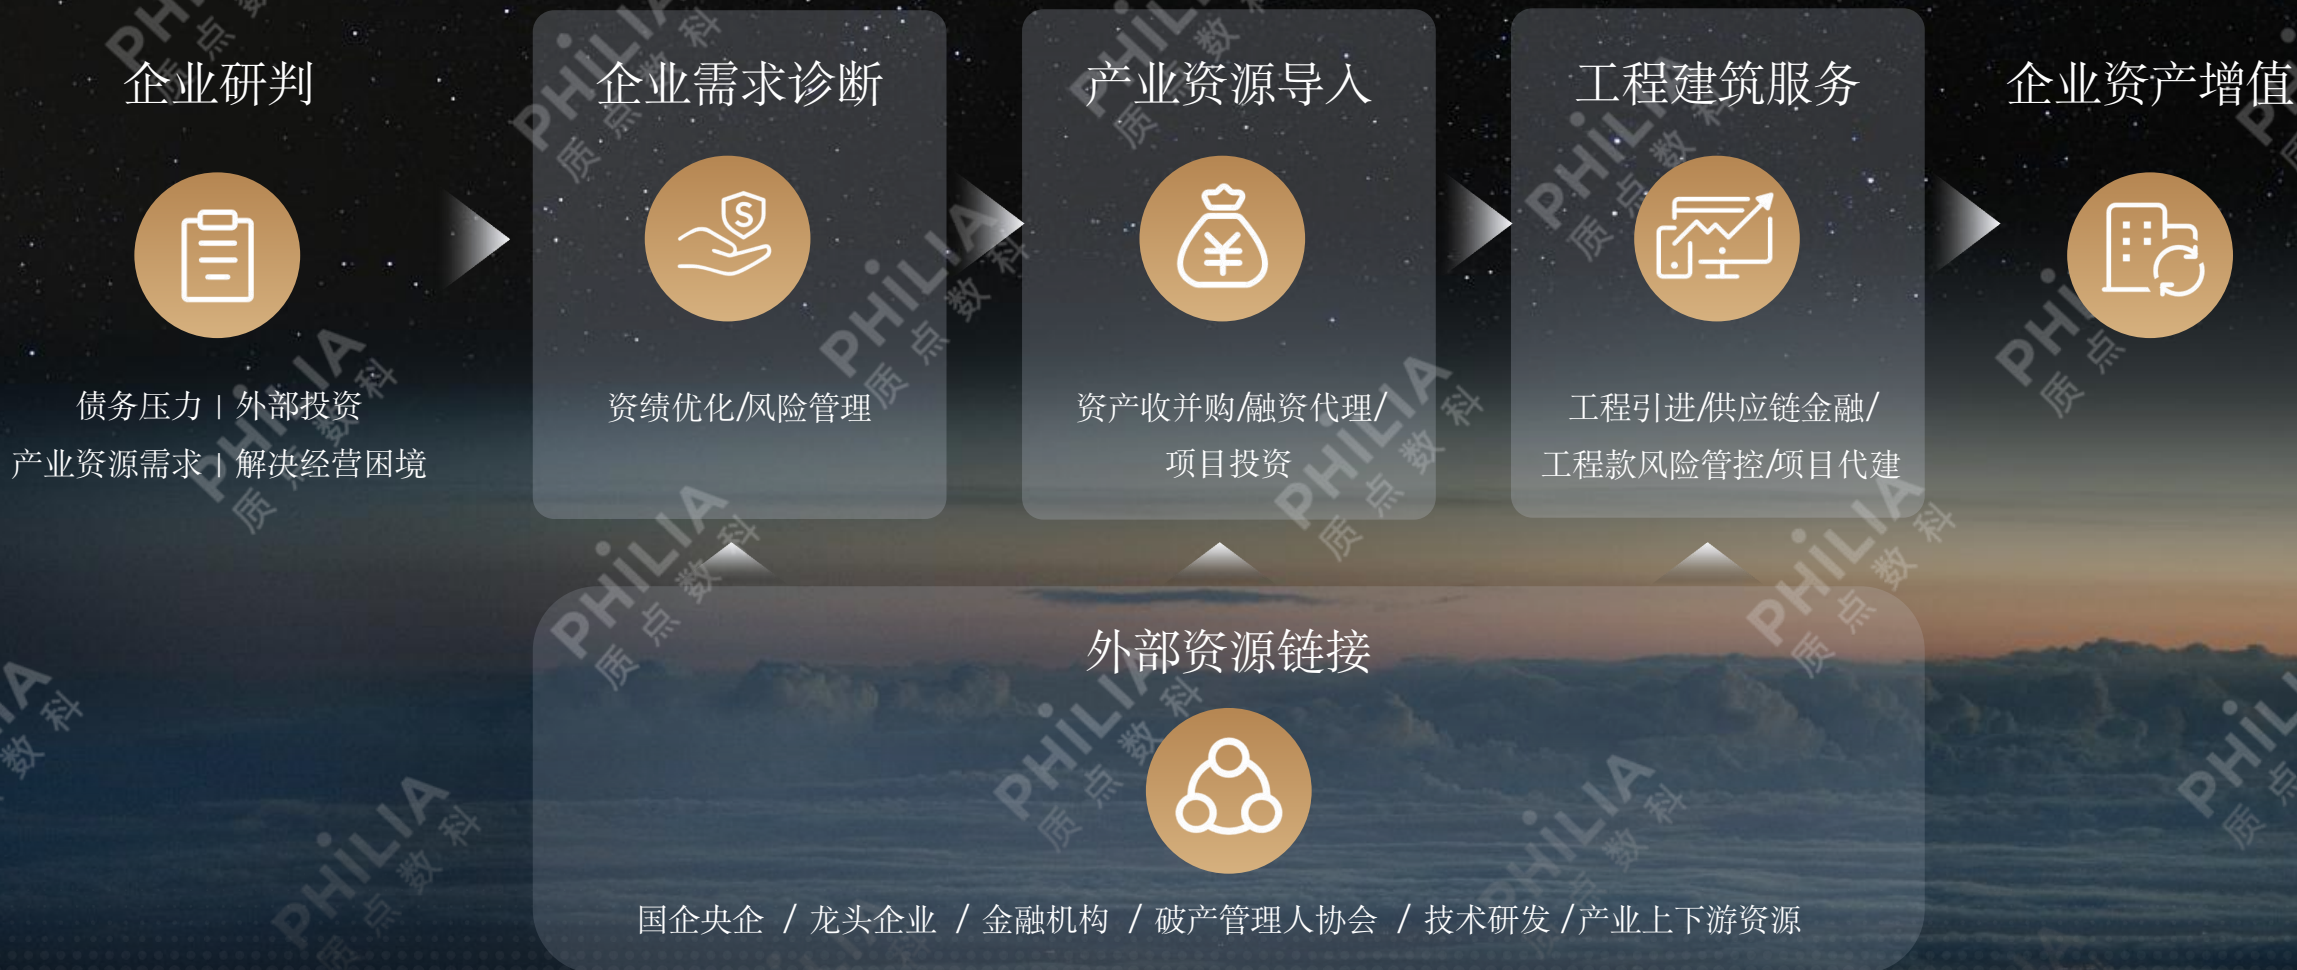 企业研判
企业需求诊断
产业资源导入
工程建筑服务
企业资产增值
债务压力 | 外部投资
产业资源需求 | 解决经营困境
资绩优化/风险管理
资产收并购/融资代理/
项目投资
工程引进/供应链金融/
工程款风险管控/项目代建
外部资源链接
国企央企 / 龙头企业 / 金融机构 / 破产管理人协会 / 技术研发 /产业上下游资源
PHiLIA
质点数科